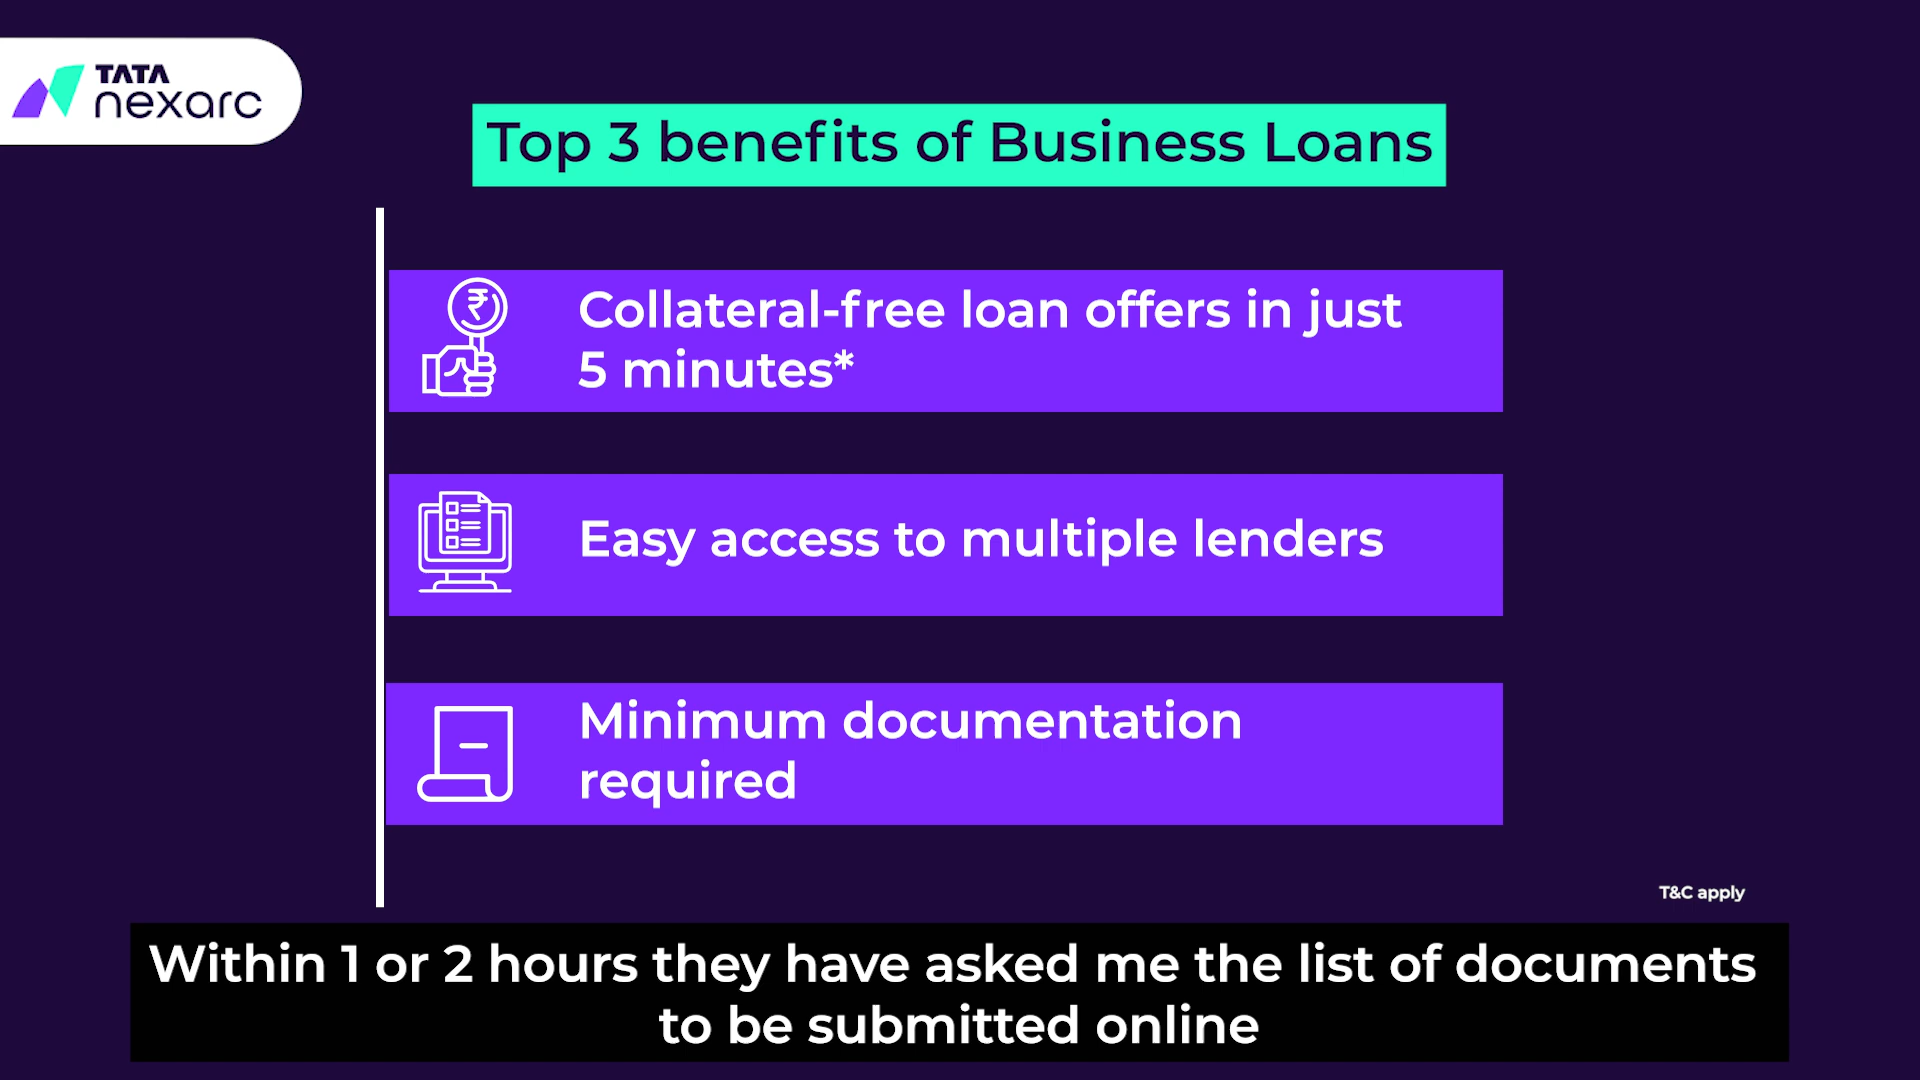 TATA
nexarc
Top 3 benefits of Business Loans
₹
Collateral-free loan offers in just
5 minutes*
Easy access to multiple lenders
Minimum documentation
required
T&C apply
Within 1 or 2 hours they have asked me the list of documents
to be submitted online